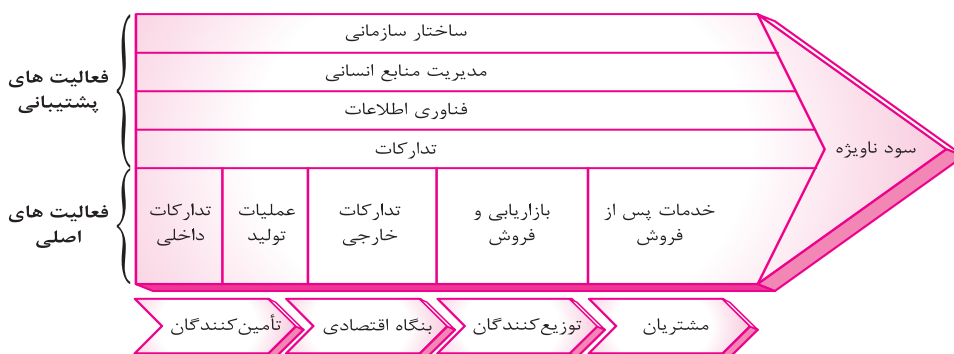 فعالیت های
پشتیبانی
ساختار سازمانی
مدیریت منابع انسانی
فناوری اطلاعات
تدارکات
سود ناویژه
فعالیت های
اصلی
تدارکات
داخلی
عملیات
تولید
تدارکات
خارجی
بازاریابی و
فروش
خدمات پس از
فروش
تأمین‌کنندگان
بنگاه اقتصادی
توزیع‌کنندگان
مشتریان